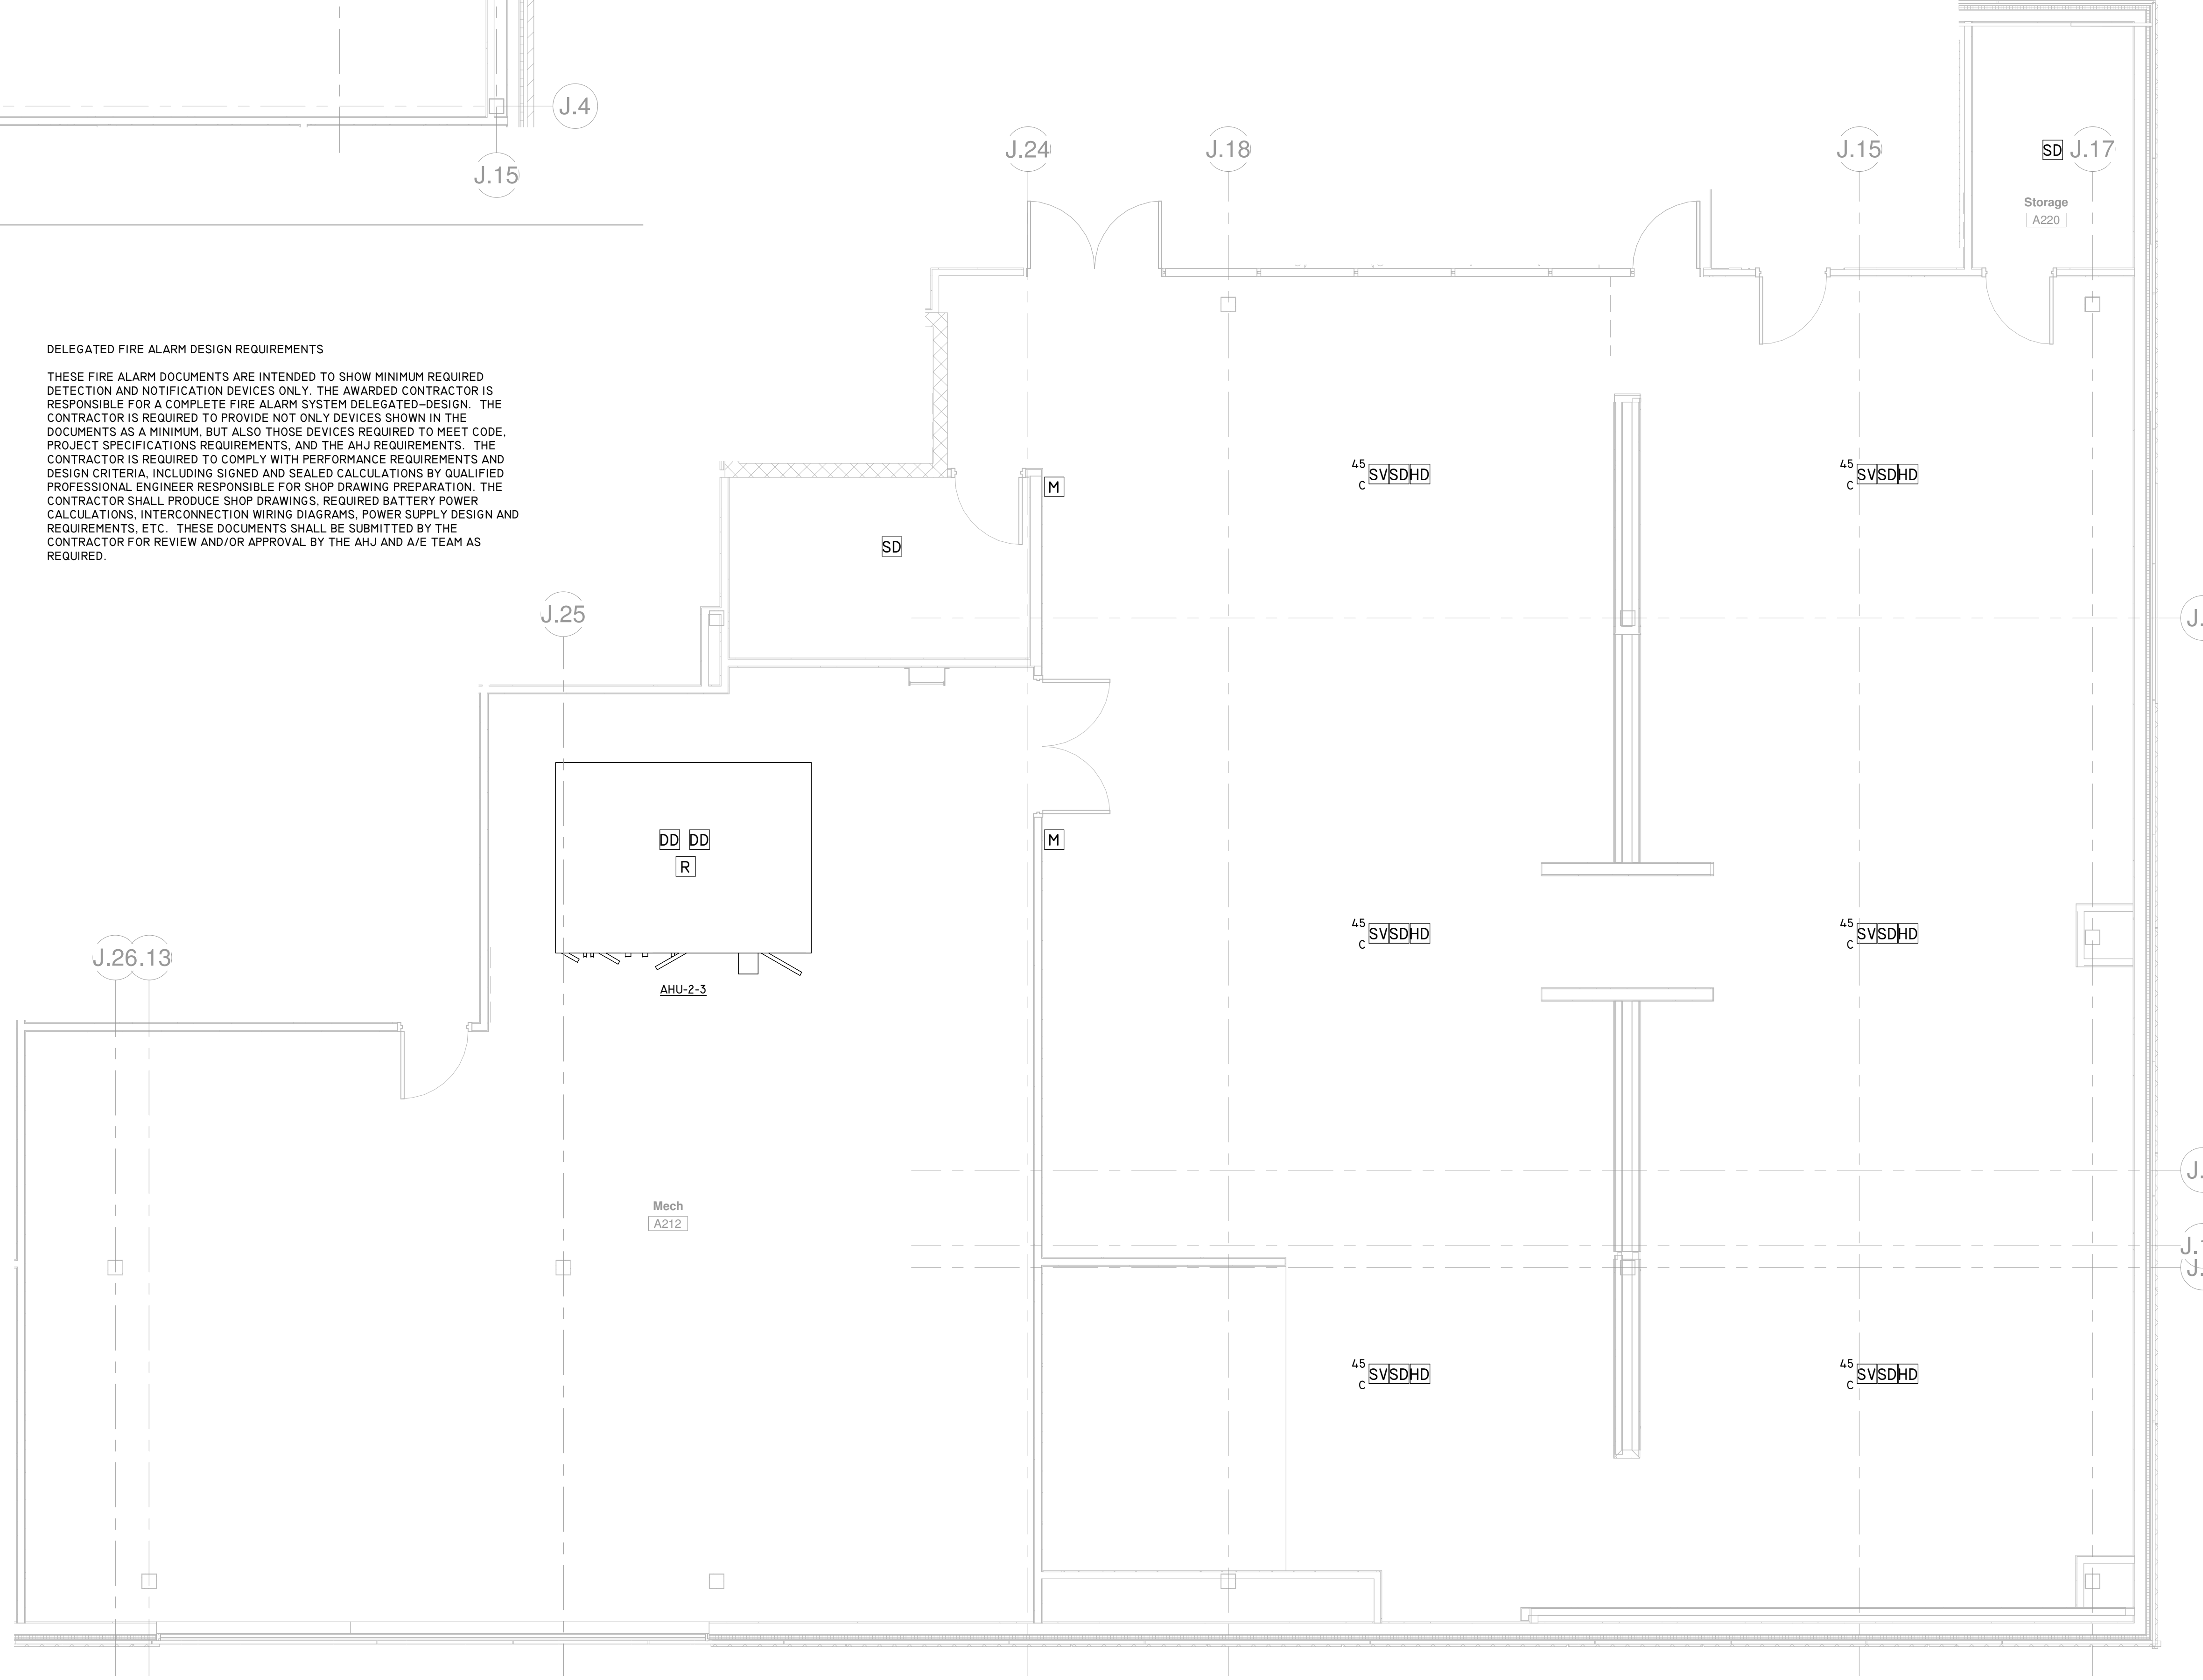 J.4
J.15
J.24
J.18
J.15
SD
J.17
Storage
A220
DELEGATED FIRE ALARM DESIGN REQUIREMENTS
THESE FIRE ALARM DOCUMENTS ARE INTENDED TO SHOW MINIMUM REQUIRED
DETECTION AND NOTIFICATION DEVICES ONLY. THE AWARDED CONTRACTOR IS
RESPONSIBLE FOR A COMPLETE FIRE ALARM SYSTEM DELEGATED-DESIGN. THE
CONTRACTOR IS REQUIRED TO PROVIDE NOT ONLY DEVICES SHOWN IN THE
DOCUMENTS AS A MINIMUM, BUT ALSO THOSE DEVICES REQUIRED TO MEET CODE,
PROJECT SPECIFICATIONS REQUIREMENTS, AND THE AHJ REQUIREMENTS. THE
CONTRACTOR IS REQUIRED TO COMPLY WITH PERFORMANCE REQUIREMENTS AND
DESIGN CRITERIA, INCLUDING SIGNED AND SEALED CALCULATIONS BY QUALIFIED
PROFESSIONAL ENGINEER RESPONSIBLE FOR SHOP DRAWING PREPARATION. THE
CONTRACTOR SHALL PRODUCE SHOP DRAWINGS, REQUIRED BATTERY POWER
CALCULATIONS, INTERCONNECTION WIRING DIAGRAMS, POWER SUPPLY DESIGN AND
REQUIREMENTS, ETC. THESE DOCUMENTS SHALL BE SUBMITTED BY THE
CONTRACTOR FOR REVIEW AND/OR APPROVAL BY THE AHJ AND A/E TEAM AS
REQUIRED.
45
C
SV SD HD
45
C
SV SD HD
M
SD
J.25
J.
DD DD
R
M
45
C
SV SD HD
45
C
SV SD HD
J.26.13
AHU-2-3
J.
Mech
A212
J.
J.
45
C
SV SD HD
45
C
SV SD HD